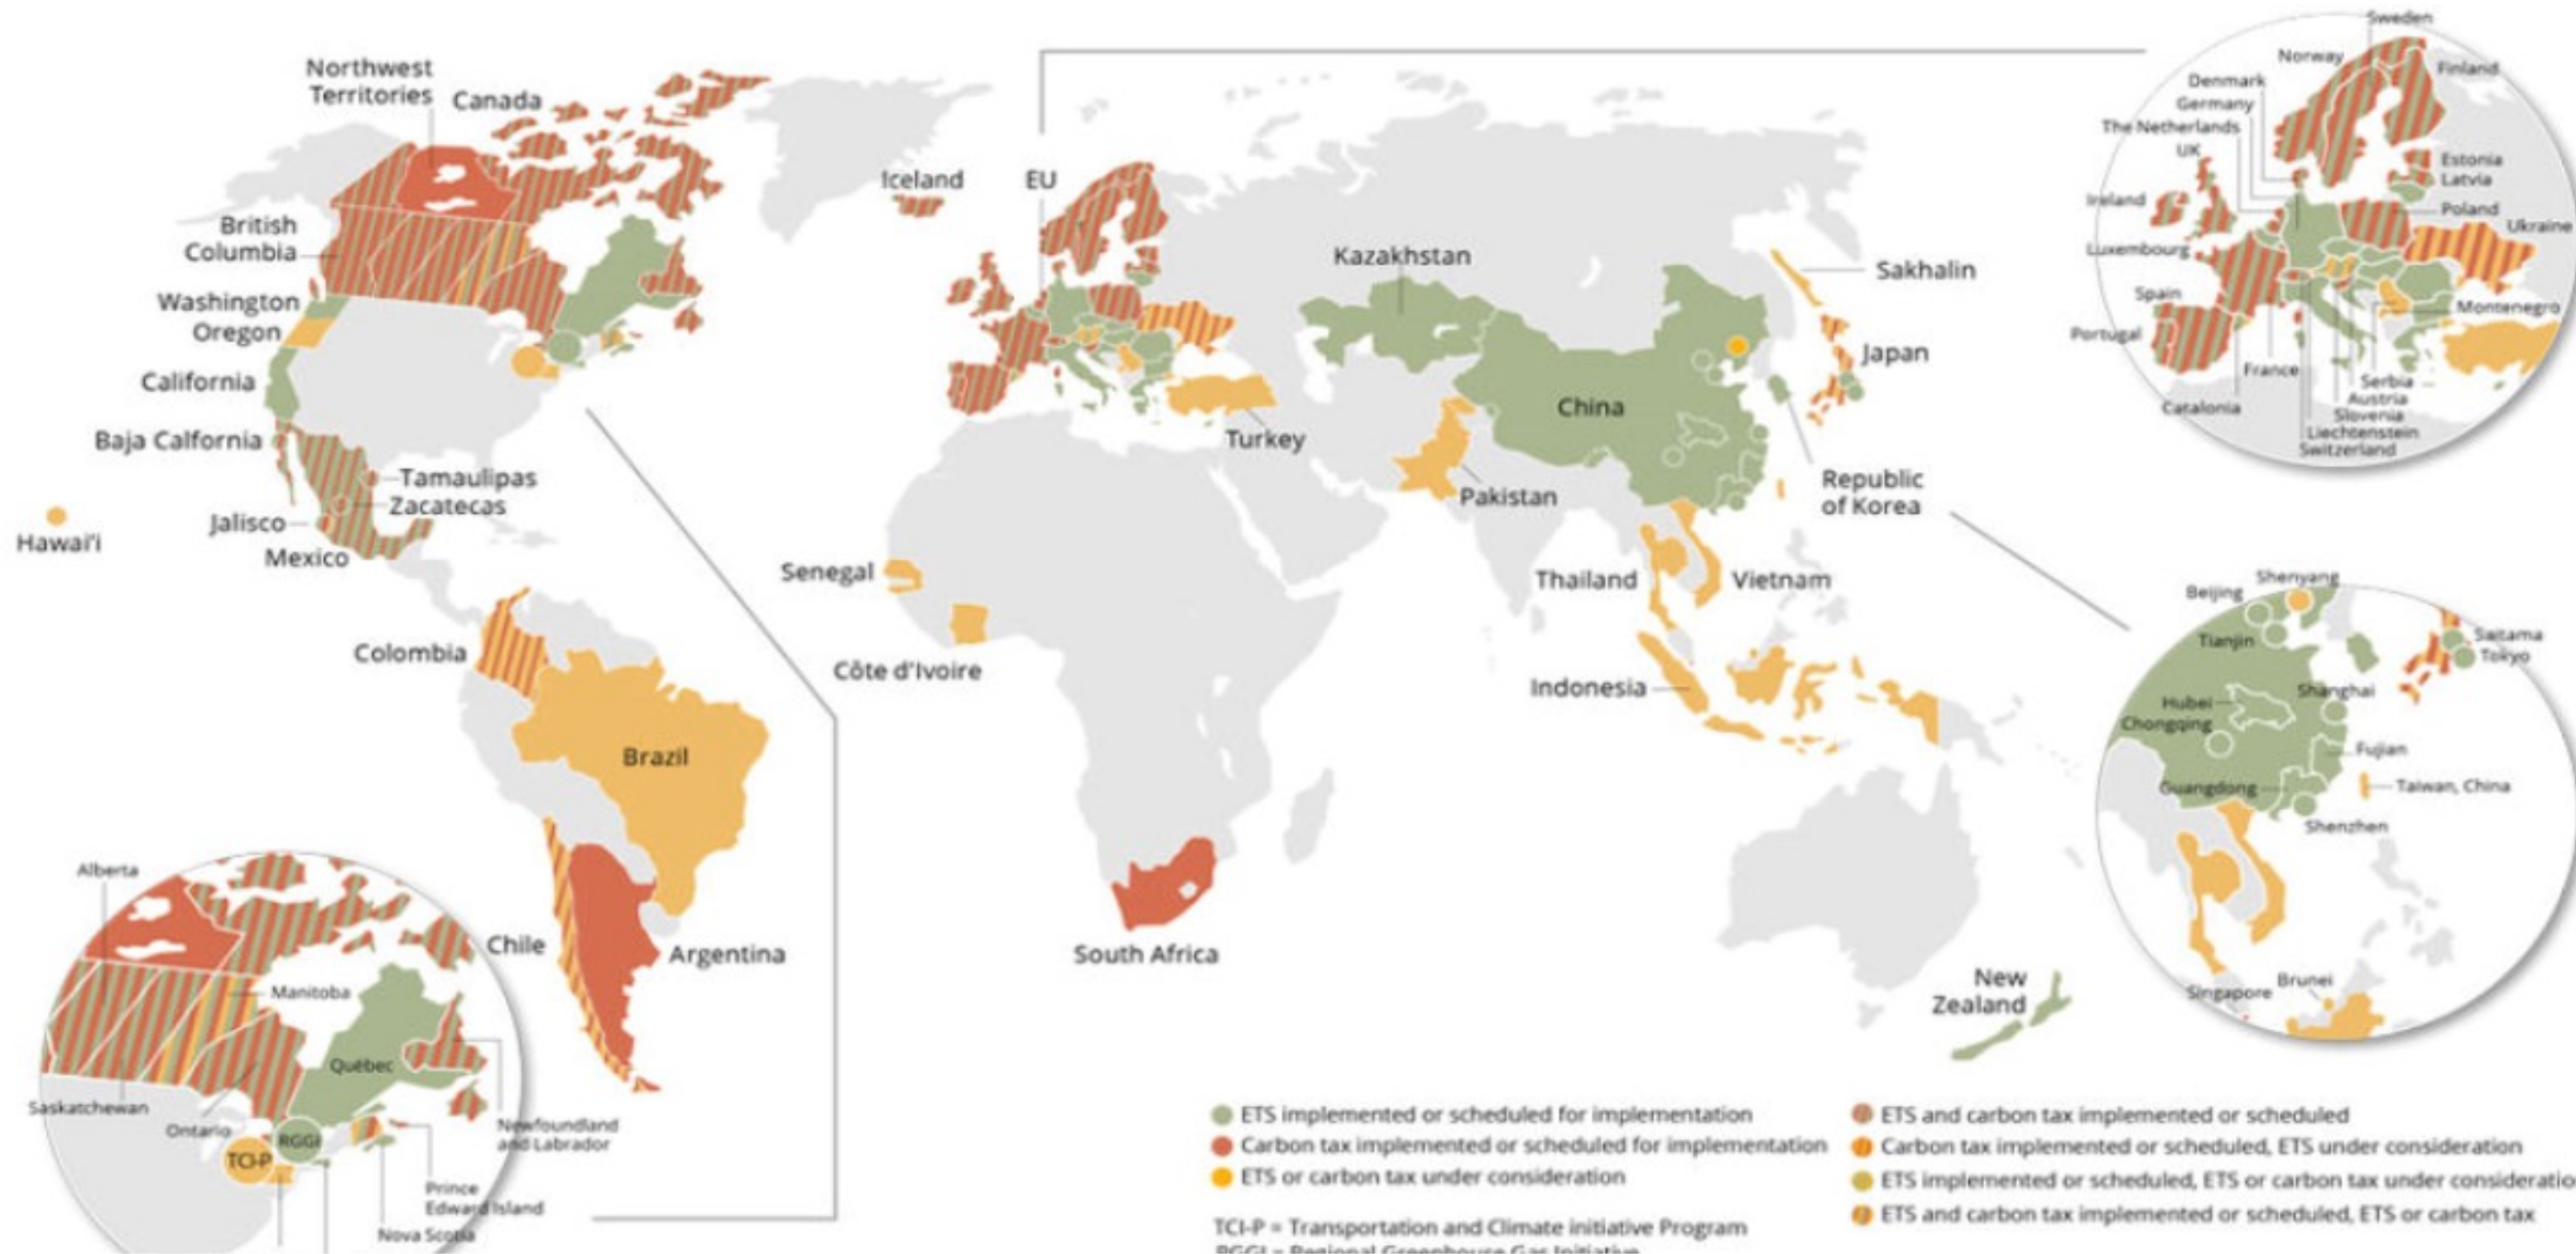 Northwest
Territories
Canada
British
Columbia
Washington
Oregon
California
Baja Calfornia
Tamaulipas
Zacatecas
Jalisco
Mexico
Hawai'i
Colombia
Brazil
Chile
Argentina
Iceland
EU
Kazakhstan
Sakhalin
Japan
China
Turkey
Pakistan
Republic
of Korea
Senegal
Thailand
Vietnam
Côte d'Ivoire
Indonesia
South Africa
New
Zealand
Sweden
Norway
Finland
Denmark
Germany
The Netherlands
UK
Estonia
Latvia
Ireland
Poland
Ukraine
Luxembourg
Spain
Montenegro
Portugal
France
Serbia
Austria
Catalonia
Slovenia
Liechtenstein
Switzerland
Shenyang
Beijing
Tianjin
Saitama
Tokyo
Shanghai
Hubei
Chongqing
Fujian
Guangdong
Taiwan, China
Shenzhen
Brunei
Singapore
Alberta
Manitoba
Québec
Saskatchewan
Ontario
RGGI
TCI-P
Newfoundland
and Labrador
Prince
Edward Island
Nova Scotia
ETS implemented or scheduled for implementation
Carbon tax implemented or scheduled for implementation
ETS or carbon tax under consideration
ETS and carbon tax implemented or scheduled
Carbon tax implemented or scheduled, ETS under consideration
ETS implemented or scheduled, ETS or carbon tax under consideratio
ETS and carbon tax implemented or scheduled, ETS or carbon tax
TCI-P = Transportation and Climate initiative Program
RGGI = Regional Greenhouse Gas Initiative